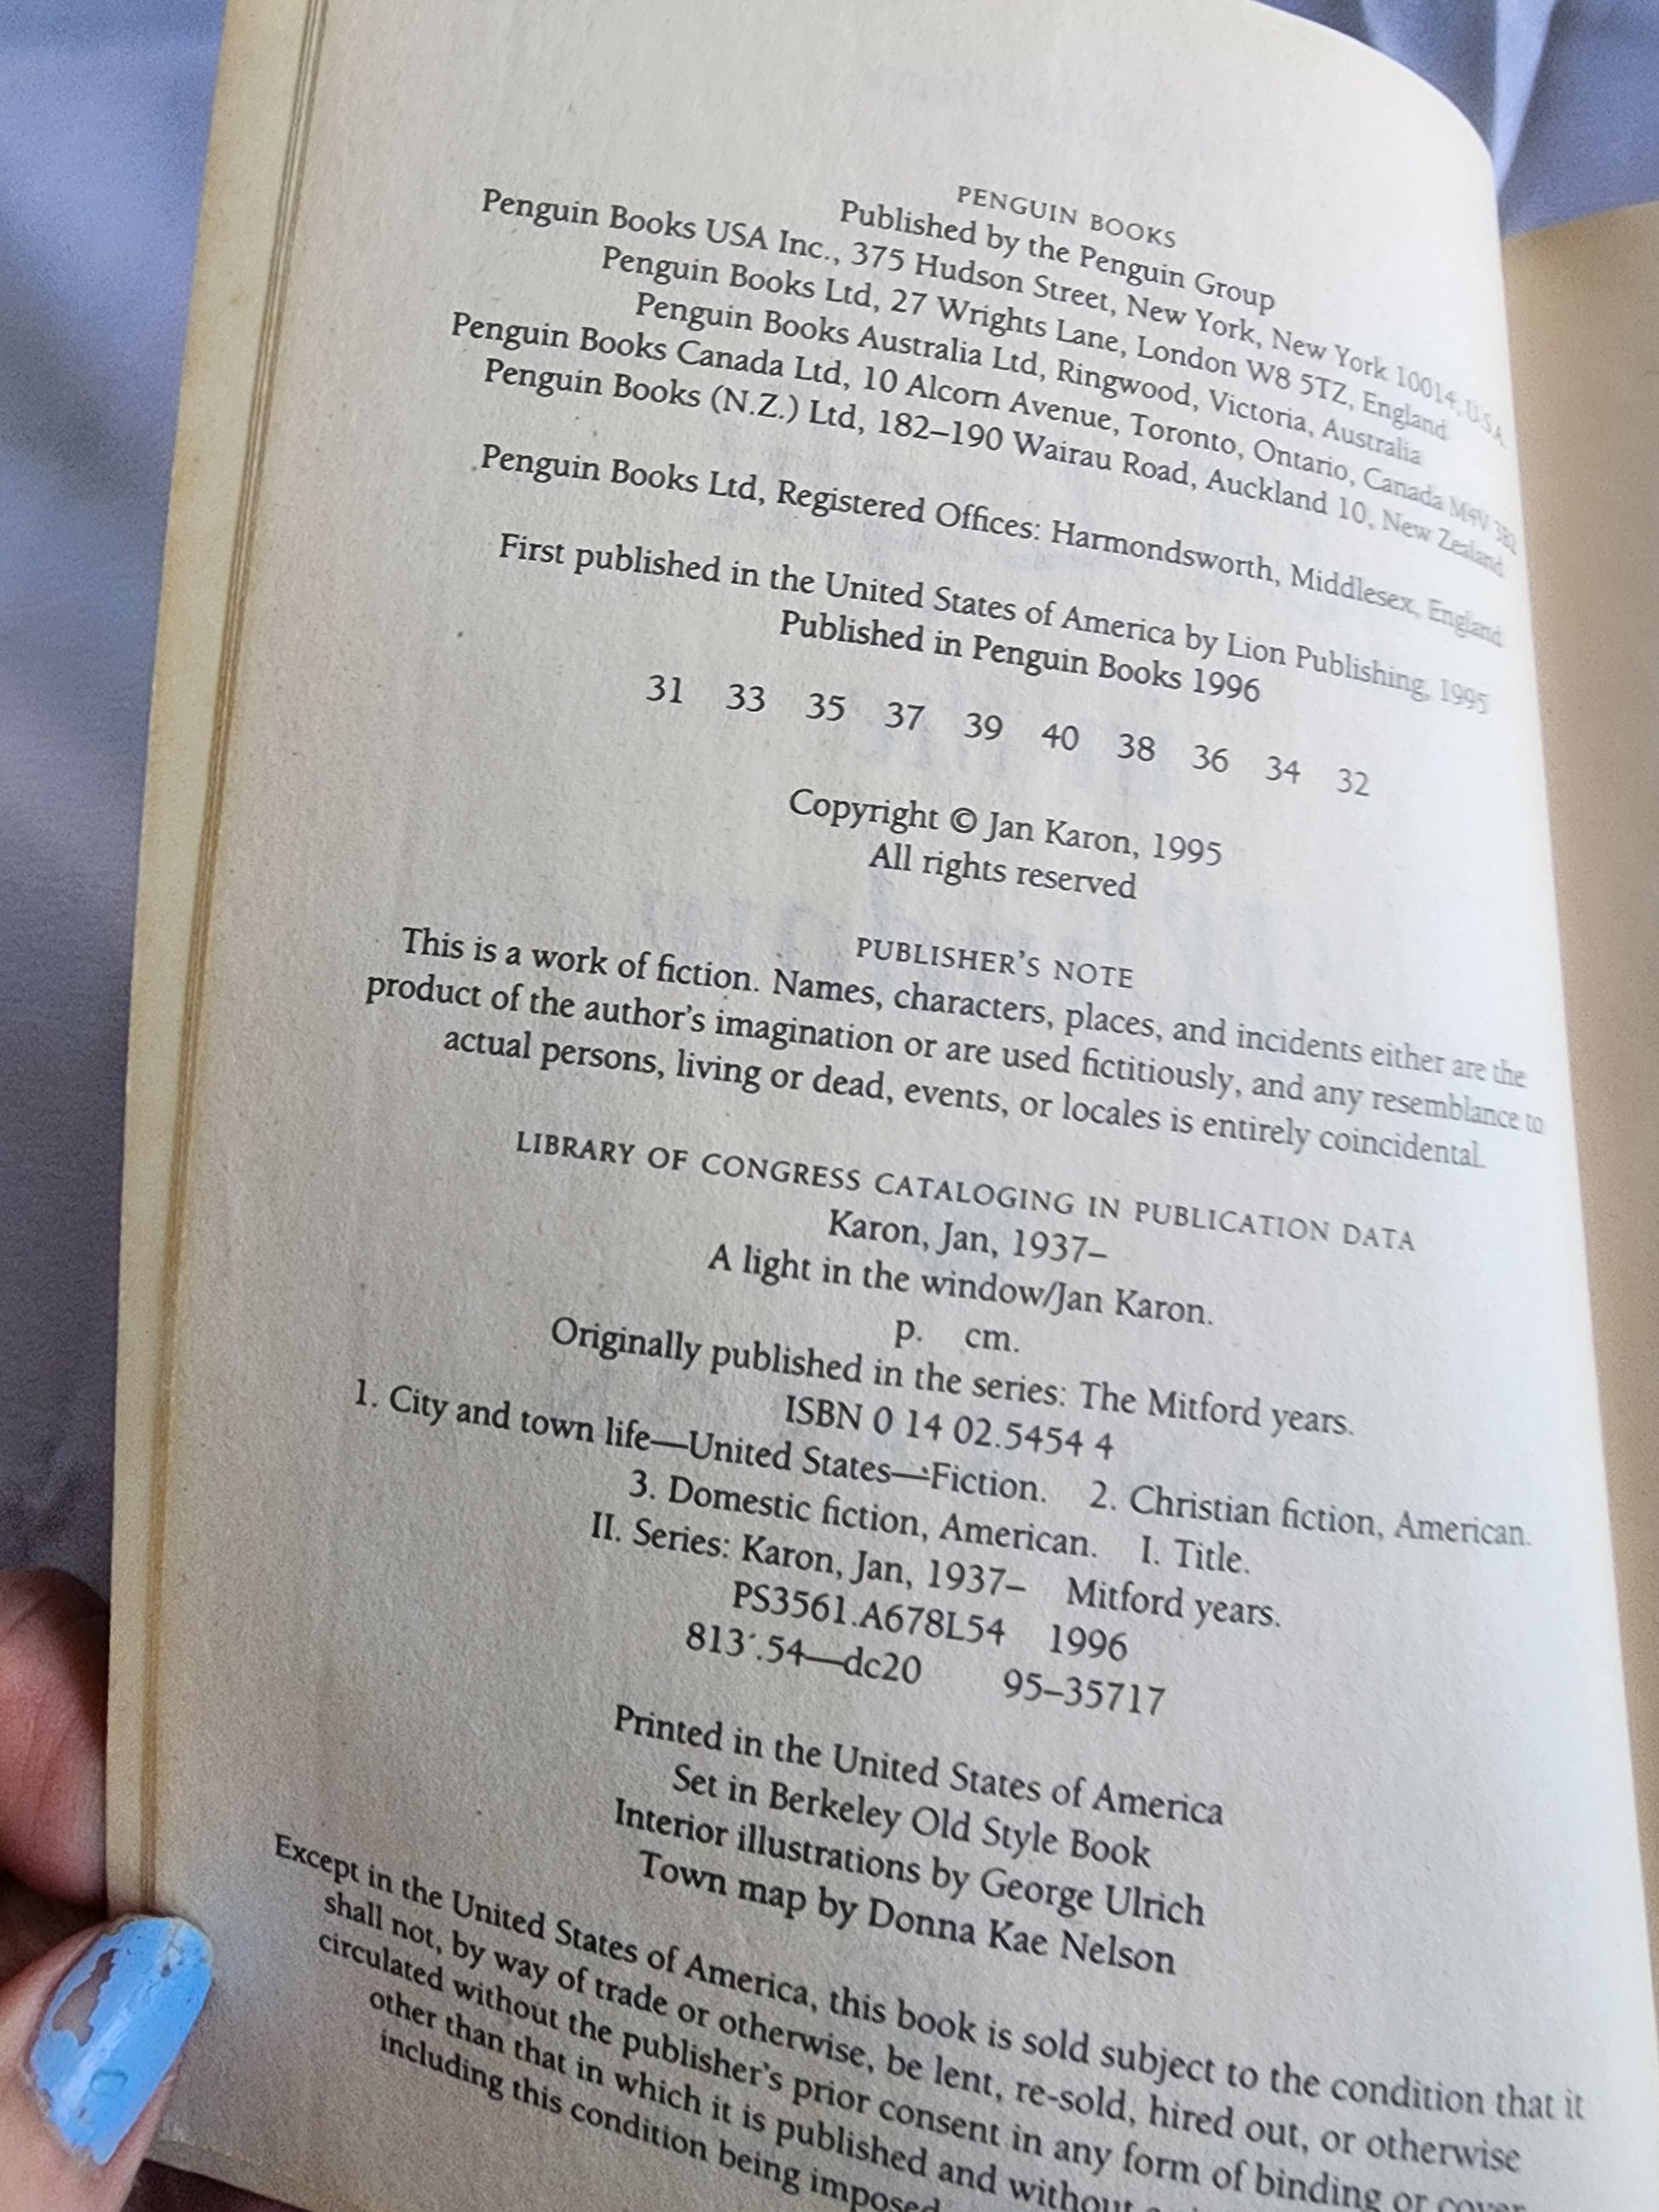 PENGUIN BOOKS
Published by the Penguin Group
Penguin Books USA Inc., 375 Hudson Street, New York, New York 10014, U.S.A.
Penguin Books Ltd, 27 Wrights Lane, London W8 5TZ, England
Penguin Books Australia Ltd, Ringwood, Victoria, Australia
Penguin Books Canada Ltd, 10 Alcorn Avenue, Toronto, Ontario, Canada M4V 3B2
Penguin Books (N.Z.) Ltd, 182–190 Wairau Road, Auckland 10, New Zealand
Penguin Books Ltd, Registered Offices: Harmondsworth, Middlesex, England
First published in the United States of America by Lion Publishing, 1995
Published in Penguin Books 1996
31 33 35 37 39 40 38 36 34 32
Copyright © Jan Karon, 1995
All rights reserved
PUBLISHER'S NOTE
This is a work of fiction. Names, characters, places, and incidents either are the
product of the author's imagination or are used fictitiously, and any resemblance to
actual persons, living or dead, events, or locales is entirely coincidental.
LIBRARY OF CONGRESS CATALOGING IN PUBLICATION DATA
Karon, Jan, 1937–
A light in the window/Jan Karon.
p. cm.
Originally published in the series: The Mitford years.
ISBN 0 14 02.5454 4
1. City and town life—United States—Fiction. 2. Christian fiction, American.
3. Domestic fiction, American. I. Title.
II. Series: Karon, Jan, 1937– Mitford years.
PS3561.A678L54 1996
813´.54—dc20 95–35717
Printed in the United States of America
Set in Berkeley Old Style Book
Interior illustrations by George Ulrich
Town map by Donna Kae Nelson
Except in the United States of America, this book is sold subject to the condition that it
shall not, by way of trade or otherwise, be lent, re-sold, hired out, or otherwise
circulated without the publisher's prior consent in any form of binding or cover
other than that in which it is published and without
including this condition being imposed